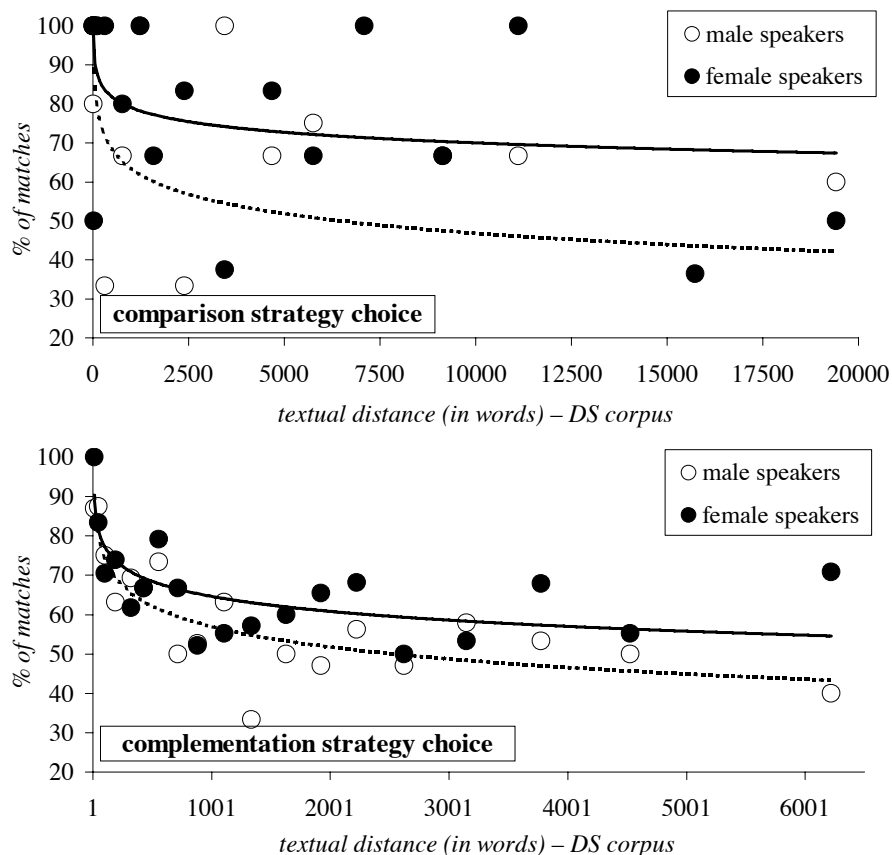 100
90
80
70
60
50
40
30
20
% of matches
male speakers
female speakers
comparison strategy choice
0 2500 5000 7500 10000 12500 15000 17500 20000
textual distance (in words) – DS corpus
100
90
80
70
60
50
40
30
20
% of matches
male speakers
female speakers
complementation strategy choice
1 1001 2001 3001 4001 5001 6001
textual distance (in words) – DS corpus